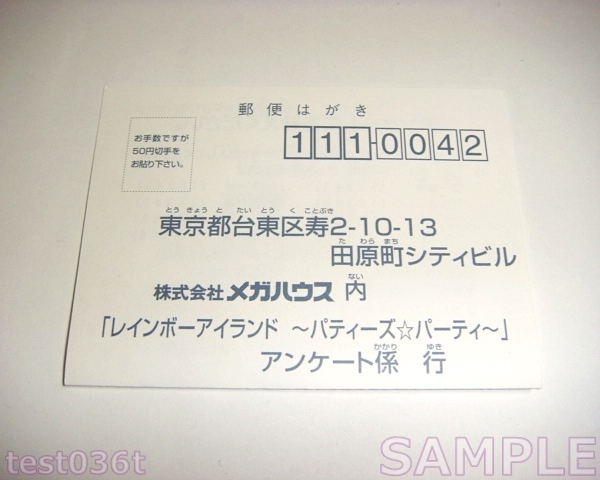 郵便はがき
お手数ですが
50円切手を
お貼り下さい。
111-0042
とうきょうと たいとうく ことぶき
東京都台東区寿2-10-13
たわらまち
田原町シティビル
ない
株式会社 メガハウス 内
「レインボーアイランド ～パティーズ☆パーティ～」
かかり ゆき
アンケート係 行
test036t
SAMPLE